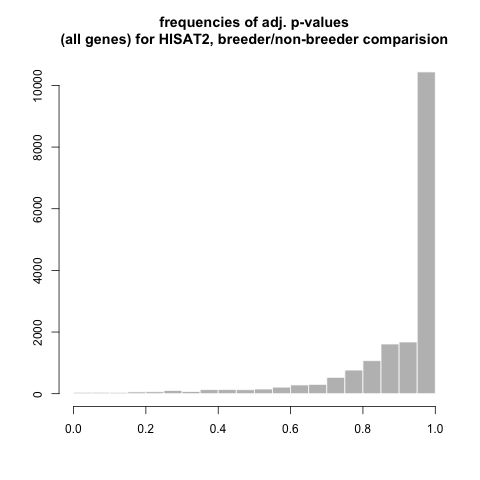 frequencies of adj. p-values
(all genes) for HISAT2, breeder/non-breeder comparision
10000
8000
6000
4000
2000
0
0.0 0.2 0.4 0.6 0.8 1.0